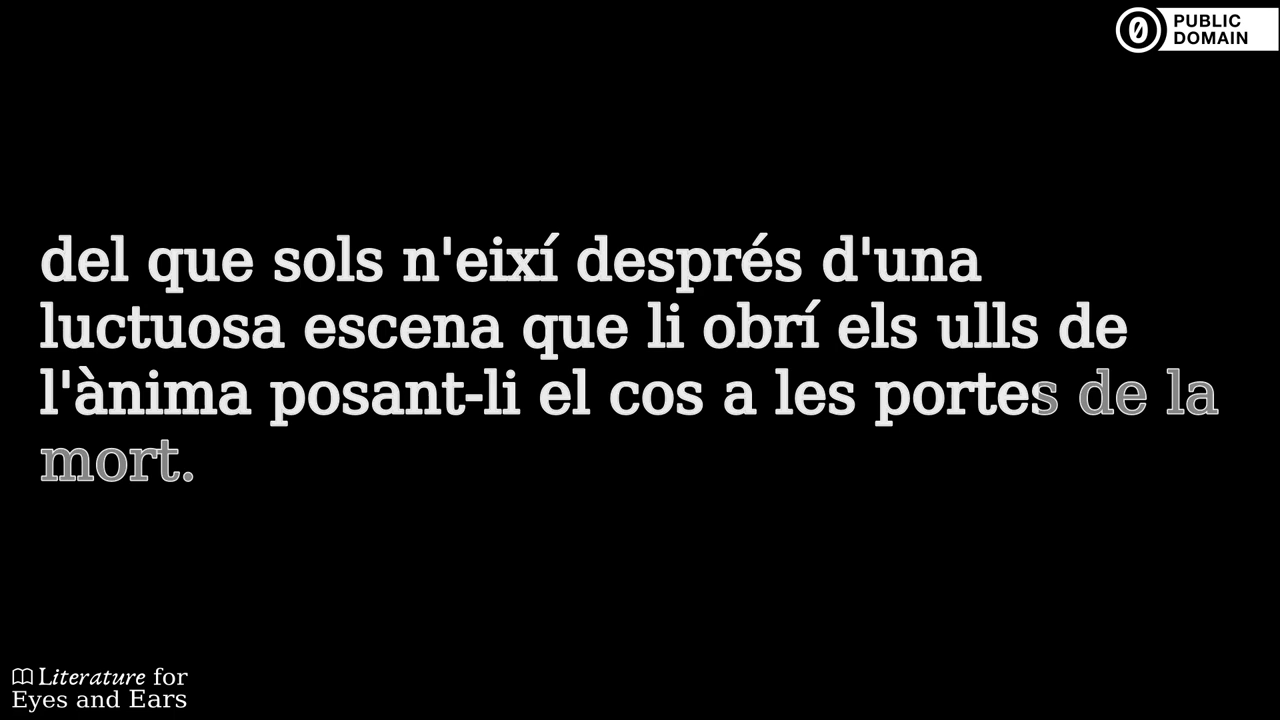 PUBLIC
DOMAIN
del que sols n'eixí després d'una
luctuosa escena que li obrí els ulls de
l'ànima posant-li el cos a les portes de la
mort.
Literature for
Eyes and Ears